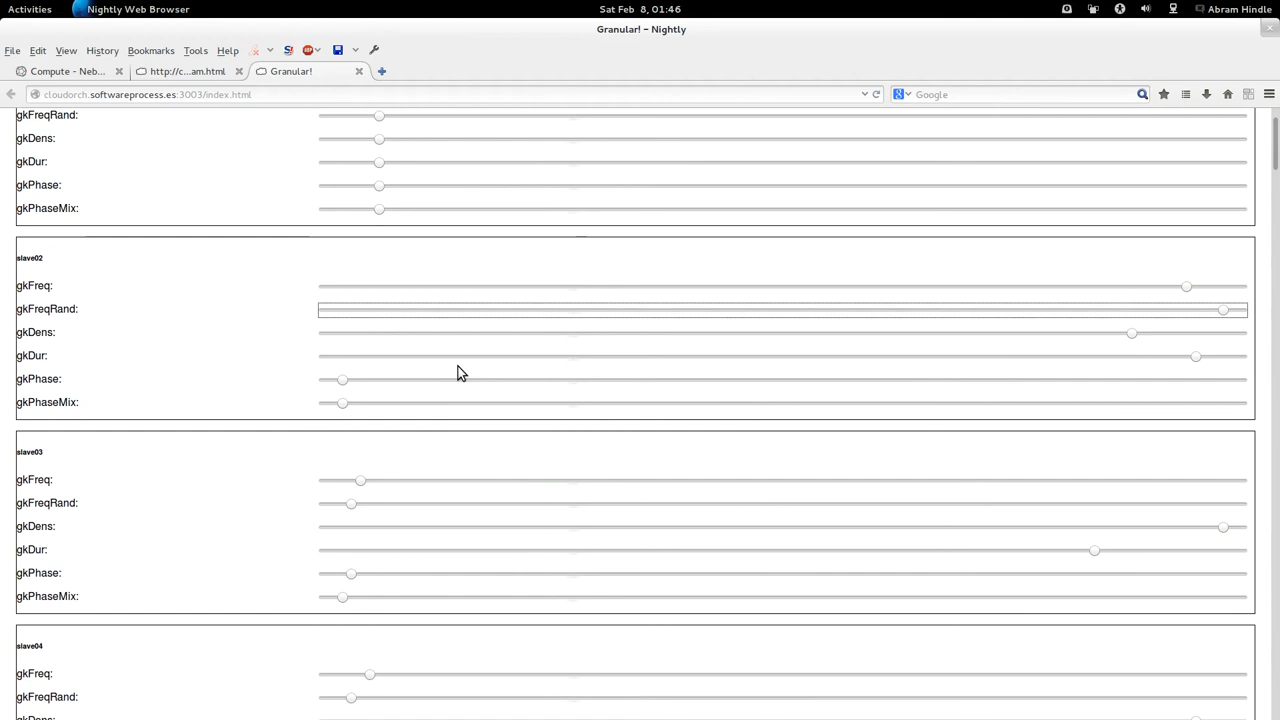 Activities Nightly Web Browser Sat Feb 8, 01:46 Abram Hindle
Granular! – Nightly
File Edit View History Bookmarks Tools Help
Compute - Neb... http://c...am.html Granular!
cloudorch.softwareprocess.es:3003/index.html Google
gkFreqRand:
gkDens:
gkDur:
gkPhase:
gkPhaseMix:
slave02
gkFreq:
gkFreqRand:
gkDens:
gkDur:
gkPhase:
gkPhaseMix:
slave03
gkFreq:
gkFreqRand:
gkDens:
gkDur:
gkPhase:
gkPhaseMix:
slave04
gkFreq:
gkFreqRand:
gkDens: